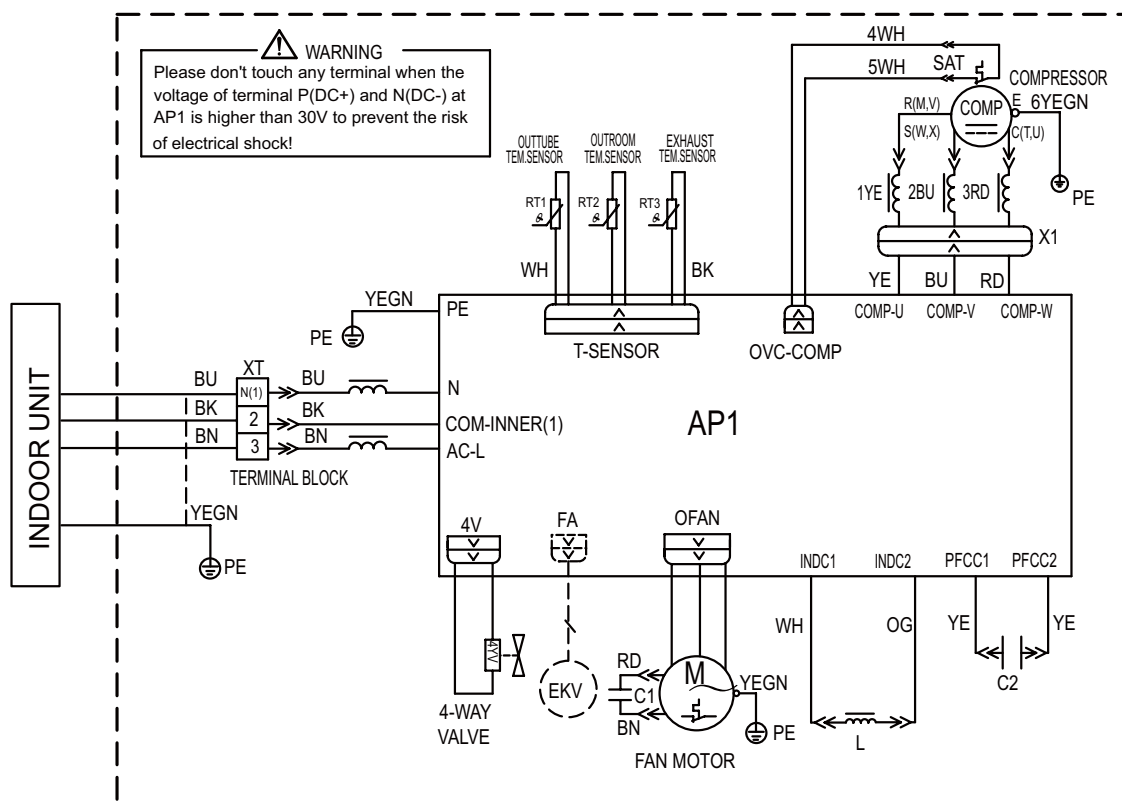 WARNING
Please don't touch any terminal when the
voltage of terminal P(DC+) and N(DC-) at
AP1 is higher than 30V to prevent the risk
of electrical shock!
4WH
5WH
SAT
COMPRESSOR
COMP
E
6YEGN
R(M,V)
S(W,X)
C(T,U)
PE
1YE
2BU
3RD
X1
YE
BU
RD
OUTTUBE
TEM.SENSOR
OUTROOM
TEM.SENSOR
EXHAUST
TEM.SENSOR
RT1
RT2
RT3
WH
BK
YEGN
PE
PE
T-SENSOR
OVC-COMP
COMP-U
COMP-V
COMP-W
INDOOR UNIT
BU
BK
BN
YEGN
PE
XT
N(1)
2
3
BU
BK
BN
TERMINAL BLOCK
N
COM-INNER(1)
AC-L
AP1
4V
FA
OFAN
INDC1
INDC2
PFCC1
PFCC2
4YV
4-WAY
VALVE
EKV
RD
C1
BN
M
YEGN
PE
FAN MOTOR
WH
OG
L
YE
YE
C2